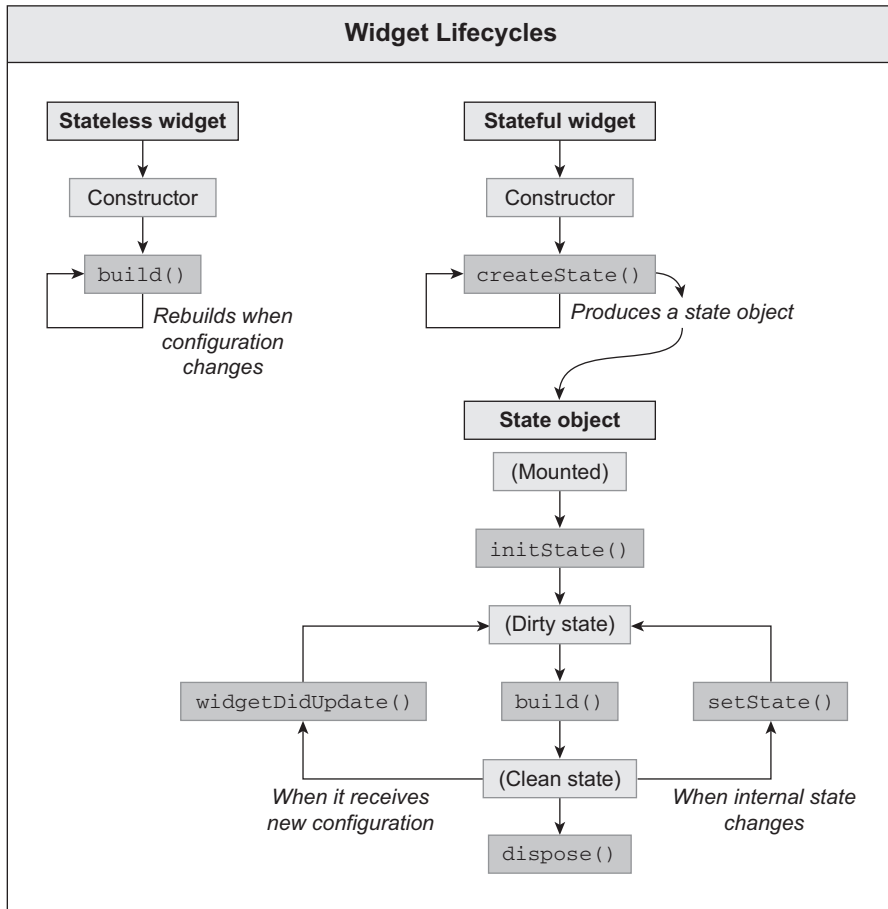 Widget Lifecycles
Stateless widget
Constructor
build()
Rebuilds when
configuration
changes
Stateful widget
Constructor
createState()
Produces a state object
State object
(Mounted)
initState()
(Dirty state)
widgetDidUpdate()
build()
setState()
(Clean state)
When it receives
new configuration
When internal state
changes
dispose()